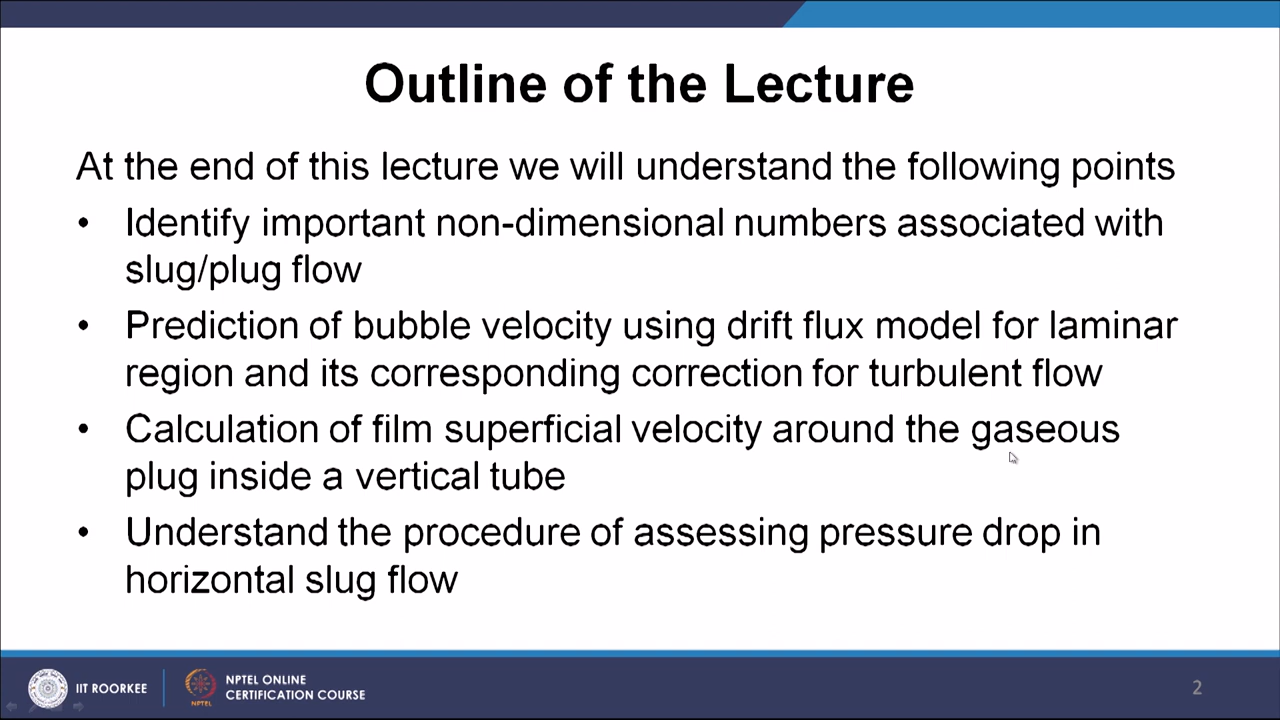 Outline of the Lecture
At the end of this lecture we will understand the following points
• Identify important non-dimensional numbers associated with
slug/plug flow
• Prediction of bubble velocity using drift flux model for laminar
region and its corresponding correction for turbulent flow
• Calculation of film superficial velocity around the gaseous
plug inside a vertical tube
• Understand the procedure of assessing pressure drop in
horizontal slug flow
IIT ROORKEE
NPTEL
NPTEL ONLINE
CERTIFICATION COURSE
2